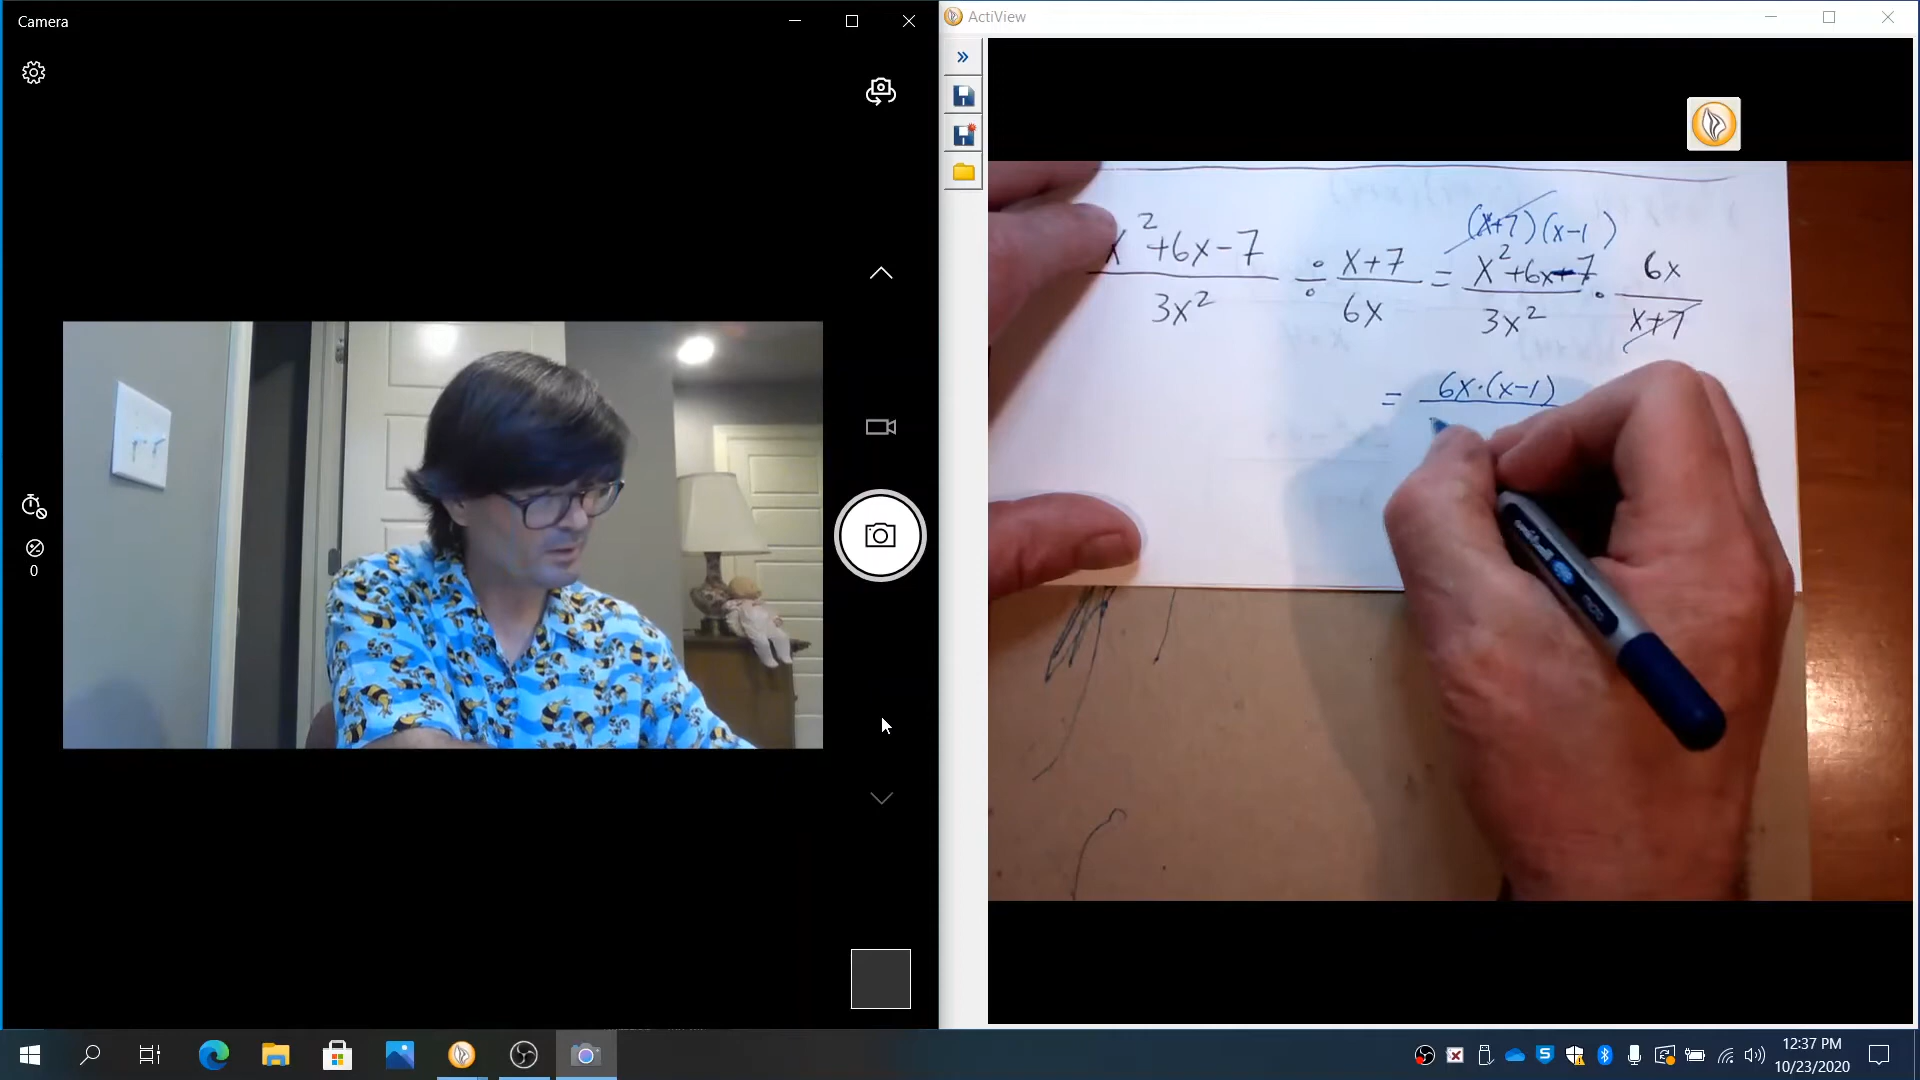 Camera
ActiView
0
(x+7)(x-1)
x²+6x-7 ÷ x+7 = x²+6x-7 · 6x
3x² 6x 3x² x+7
= 6x·(x-1)
12:37 PM
10/23/2020